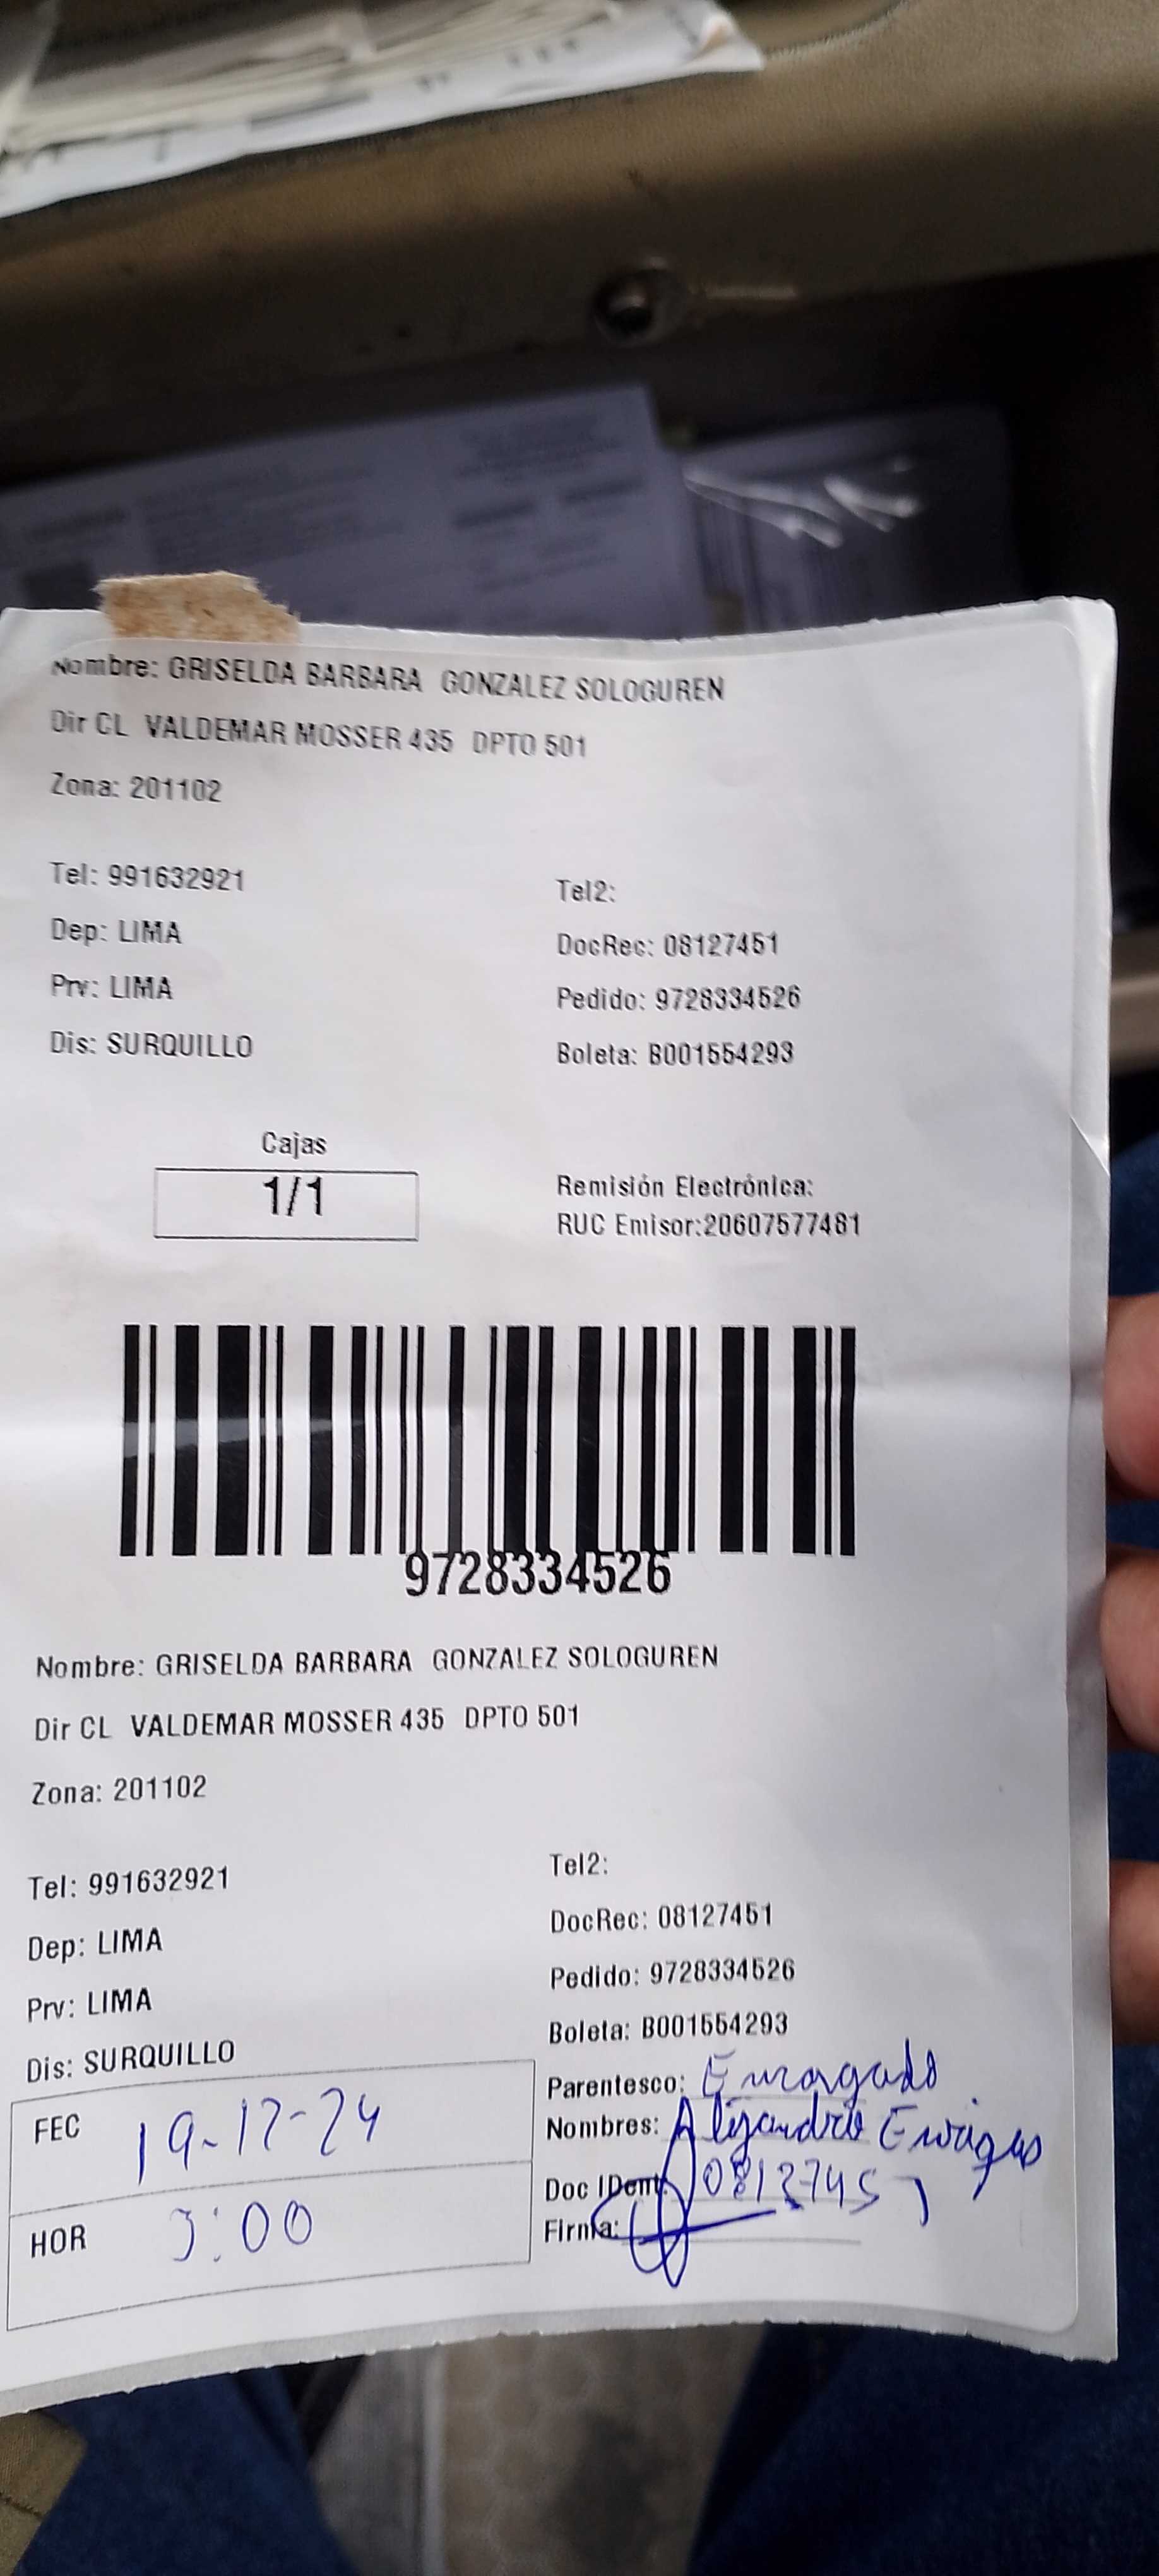 Nombre: GRISELDA BARBARA GONZALEZ SOLOGUREN
Dir CL VALDEMAR MOSSER 435 DPTO 501
Zona: 201102
Tel: 991632921
Tel2:
Dep: LIMA
DocRec: 08127451
Prv: LIMA
Pedido: 9728334526
Dis: SURQUILLO
Boleta: B001554293
Cajas
1/1
Remisión Electrónica:
RUC Emisor:20607577481
9728334526
Nombre: GRISELDA BARBARA GONZALEZ SOLOGUREN
Dir CL VALDEMAR MOSSER 435 DPTO 501
Zona: 201102
Tel: 991632921
Tel2:
Dep: LIMA
DocRec: 08127451
Prv: LIMA
Pedido: 9728334526
Dis: SURQUILLO
Boleta: B001554293
FEC 19-12-24
HOR 3:00
Parentesco:
Nombres:
Doc IDent: 08127451
Firma: